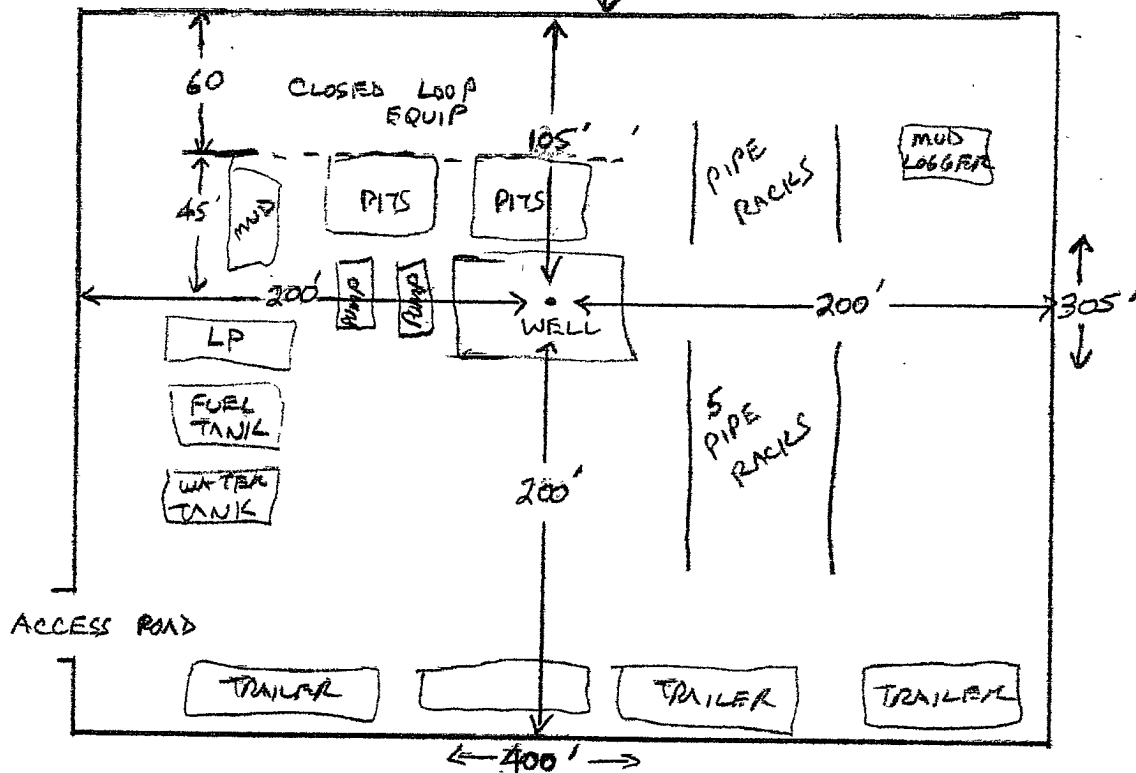 60
CLOSED LOOP
EQUIP
105'
45'
MUD
PITS
PITS
PIPE
RACKS
MUD
LOGGER
200'
PUMP
PUMP
WELL
200'
305'
LP
FUEL
TANK
WATER
TANK
5
PIPE
RACKS
200'
ACCESS ROAD
TRAILER
TRAILER
TRAILER
400'